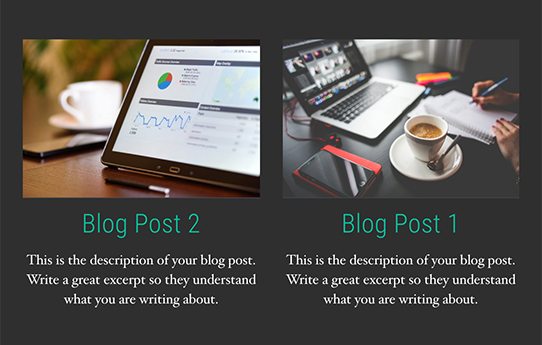 Blog Post 2
This is the description of your blog post.
Write a great excerpt so they understand
what you are writing about.
Blog Post 1
This is the description of your blog post.
Write a great excerpt so they understand
what you are writing about.